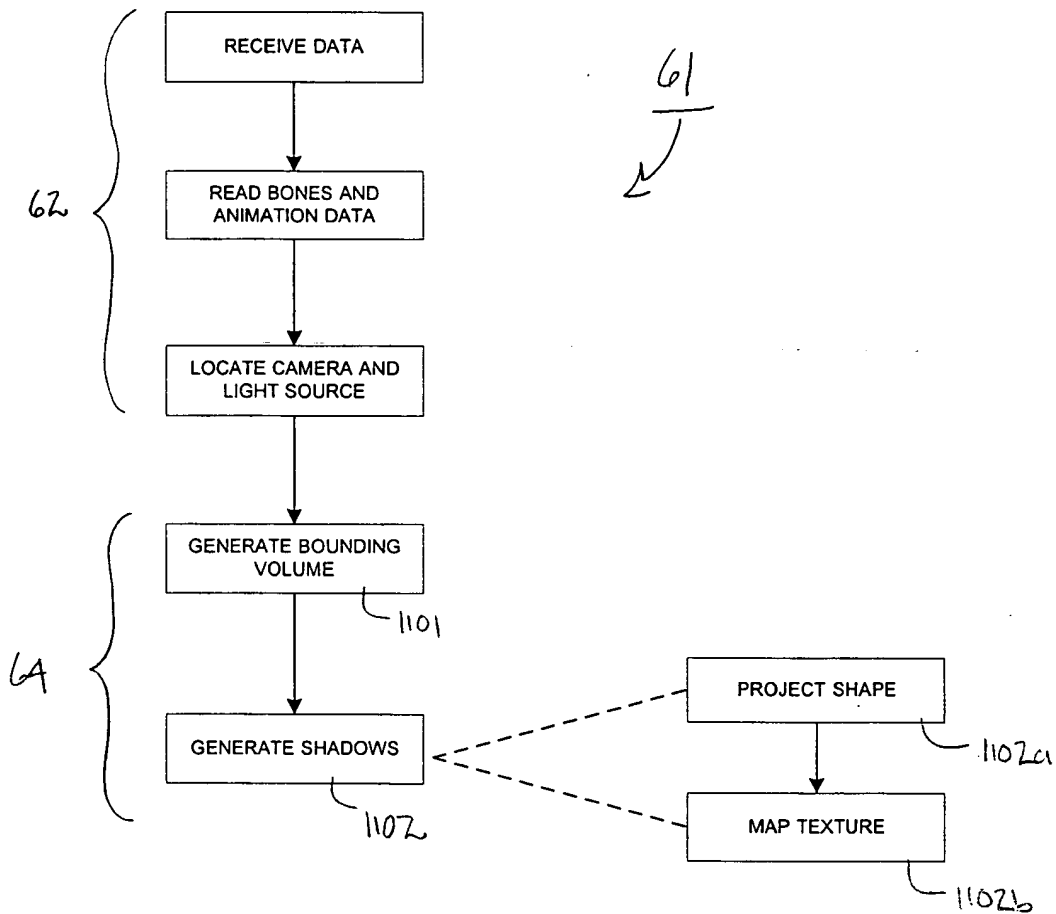 RECEIVE DATA
61
READ BONES AND
ANIMATION DATA
62
LOCATE CAMERA AND
LIGHT SOURCE
GENERATE BOUNDING
VOLUME
1101
64
PROJECT SHAPE
1102a
GENERATE SHADOWS
1102
MAP TEXTURE
1102b